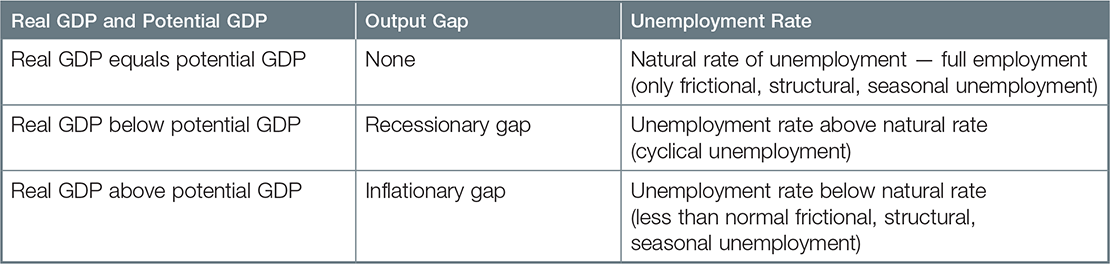 Real GDP and Potential GDP Output Gap Unemployment Rate
Real GDP equals potential GDP None Natural rate of unemployment — full employment
(only frictional, structural, seasonal unemployment)
Real GDP below potential GDP Recessionary gap Unemployment rate above natural rate
(cyclical unemployment)
Real GDP above potential GDP Inflationary gap Unemployment rate below natural rate
(less than normal frictional, structural,
seasonal unemployment)